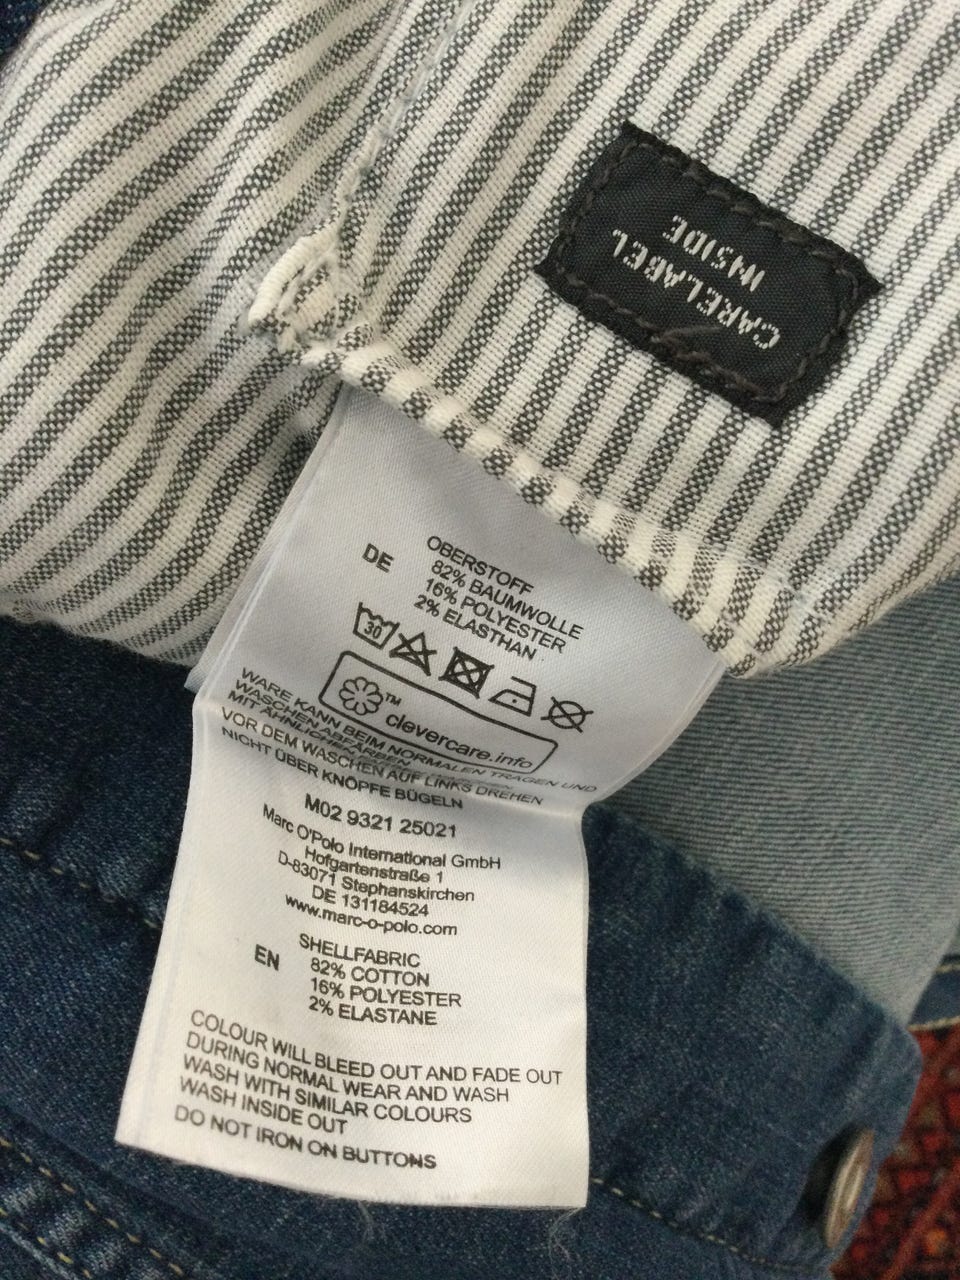 CARELABEL
INSIDE
DE
OBERSTOFF
82% BAUMWOLLE
16% POLYESTER
2% ELASTHAN
30
™ clevercare.info
WARE KANN BEIM NORMALEN TRAGEN UND
WASCHEN ABFÄRBEN
MIT ÄHNLICHEN
VOR DEM WASCHEN AUF LINKS DREHEN
NICHT ÜBER KNÖPFE BÜGELN
M02 9321 25021
Marc O'Polo International GmbH
Hofgartenstraße 1
D-83071 Stephanskirchen
DE 131184524
www.marc-o-polo.com
EN
SHELLFABRIC
82% COTTON
16% POLYESTER
2% ELASTANE
COLOUR WILL BLEED OUT AND FADE OUT
DURING NORMAL WEAR AND WASH
WASH WITH SIMILAR COLOURS
WASH INSIDE OUT
DO NOT IRON ON BUTTONS